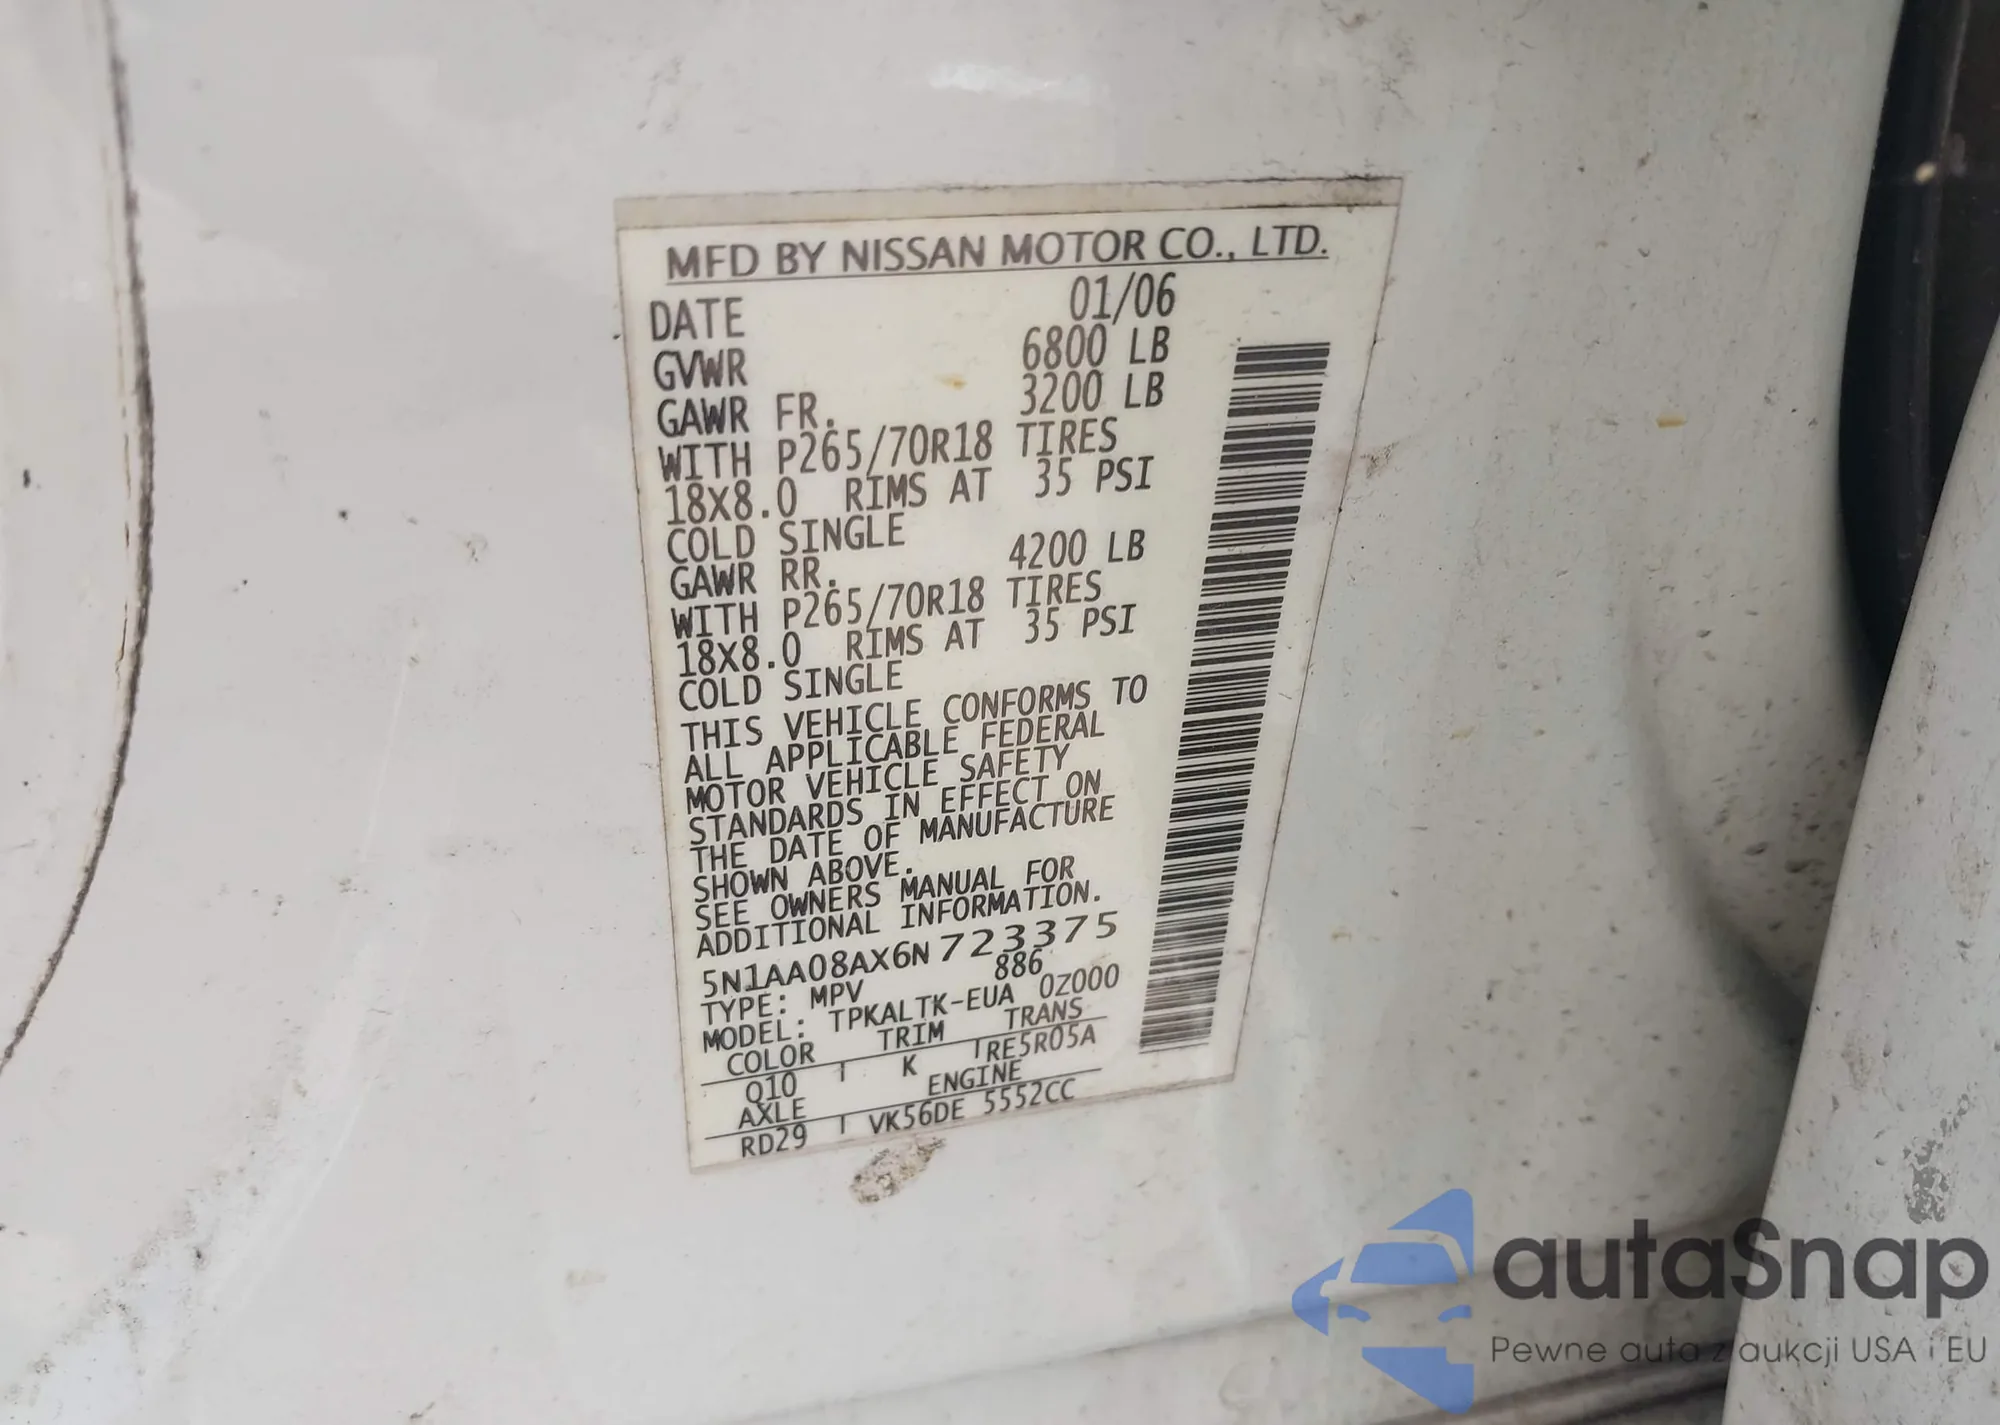 MFD BY NISSAN MOTOR CO., LTD.
DATE 01/06
GVWR 6800 LB
GAWR FR. 3200 LB
WITH P265/70R18 TIRES
18X8.0 RIMS AT 35 PSI
COLD SINGLE
GAWR RR. 4200 LB
WITH P265/70R18 TIRES
18X8.0 RIMS AT 35 PSI
COLD SINGLE
THIS VEHICLE CONFORMS TO
ALL APPLICABLE FEDERAL
MOTOR VEHICLE SAFETY
STANDARDS IN EFFECT ON
THE DATE OF MANUFACTURE
SHOWN ABOVE.
SEE OWNERS MANUAL FOR
ADDITIONAL INFORMATION.
5N1AA08AX6N723375
TYPE: MPV 886
MODEL: TPKALTK-EUA 0Z000
COLOR TRIM TRANS
Q10 K RE5R05A
AXLE ENGINE
RD29 VK56DE 5552CC
autaSnap
Pewne auta z aukcji USA i EU